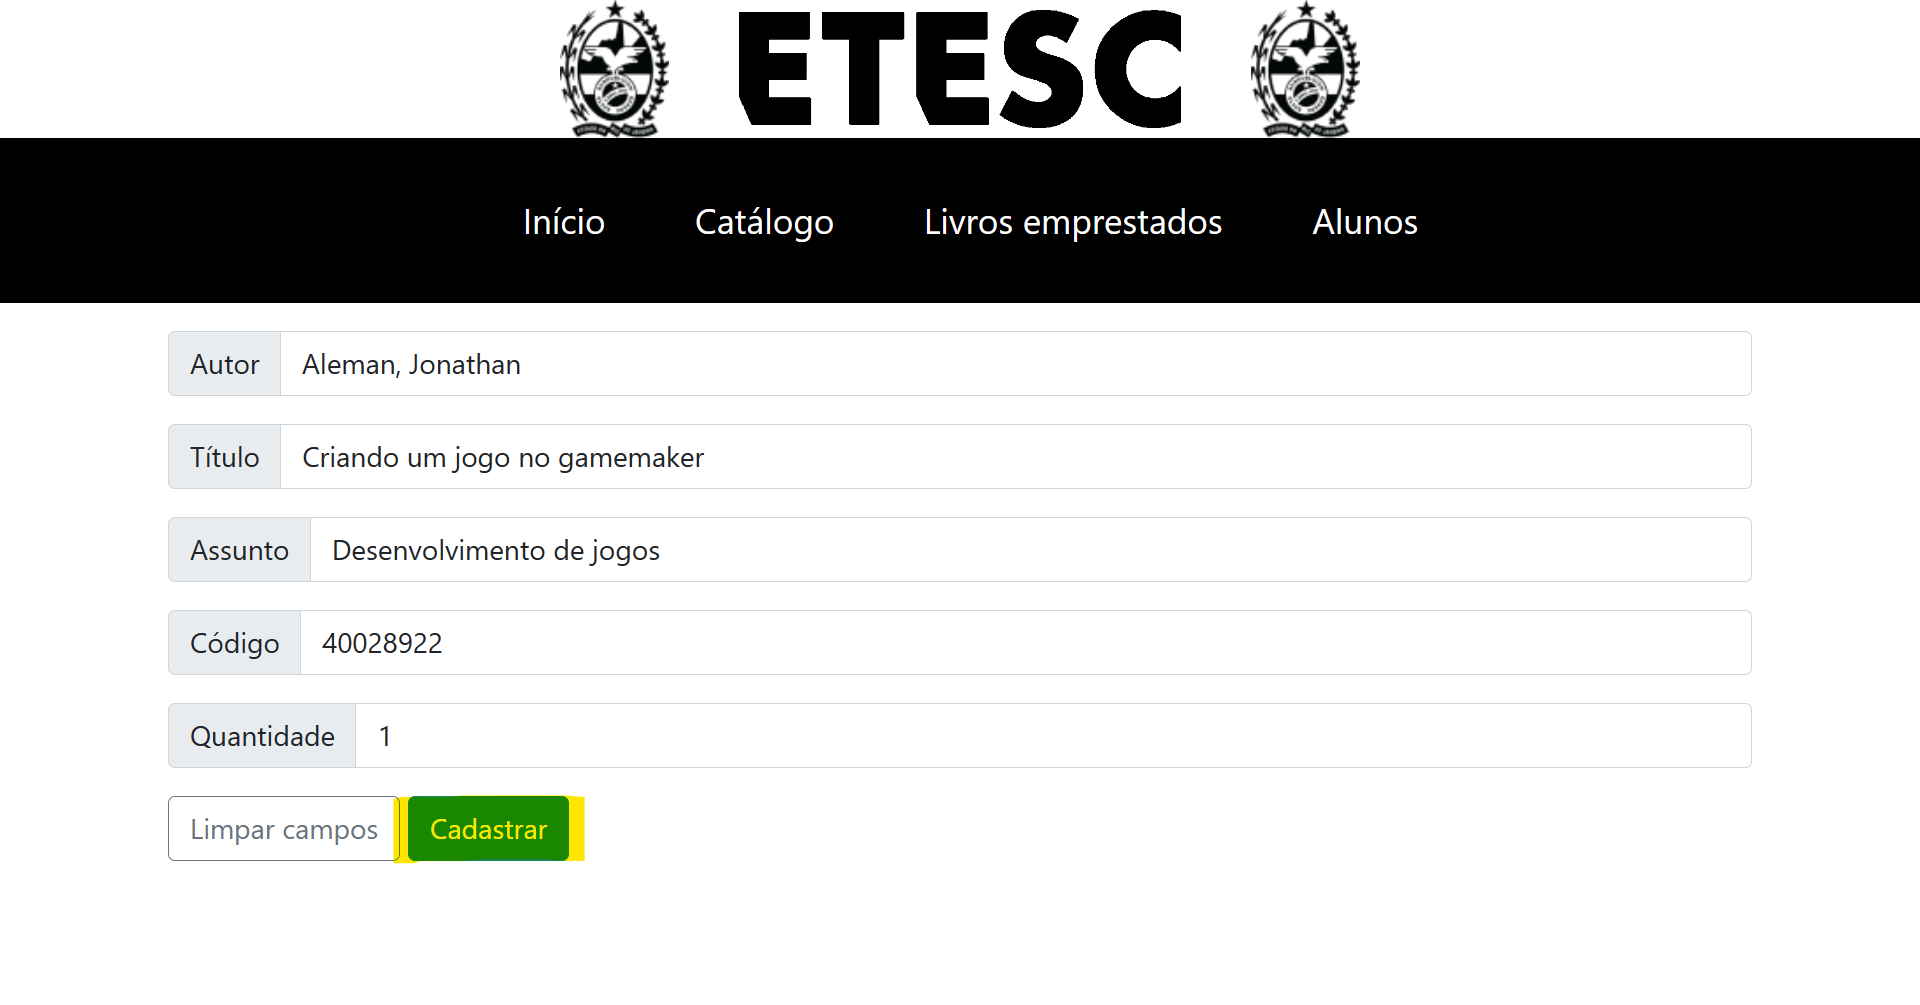 ETESC
Início Catálogo Livros emprestados Alunos
Autor Aleman, Jonathan
Título Criando um jogo no gamemaker
Assunto Desenvolvimento de jogos
Código 40028922
Quantidade 1
Limpar campos Cadastrar